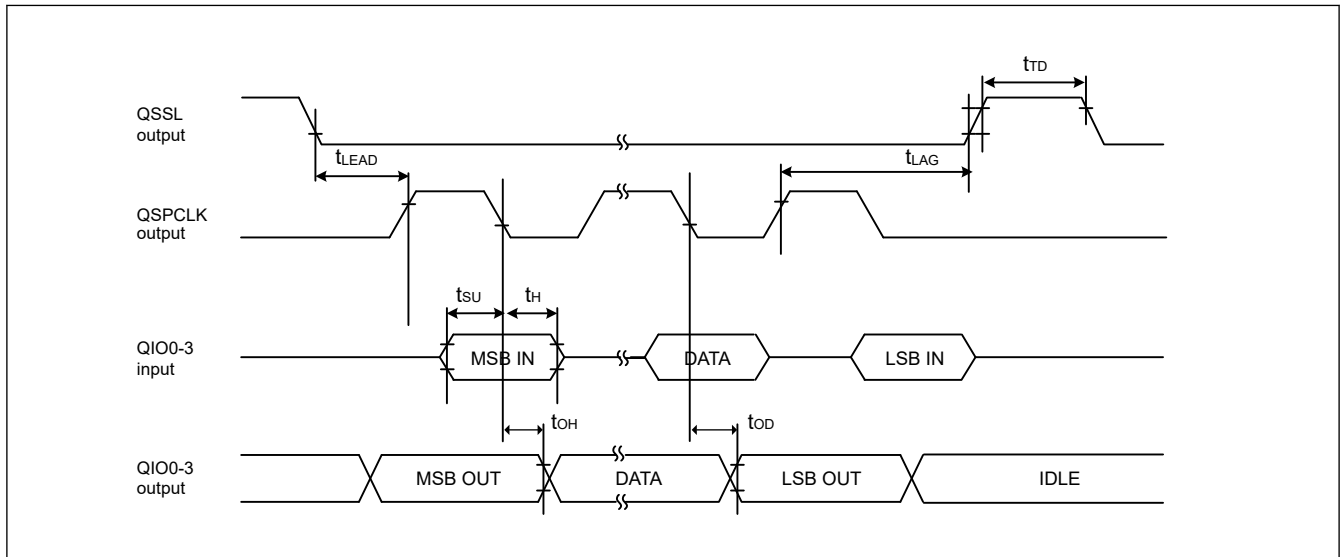 tTD
QSSL
output
tLEAD
tLAG
QSPCLK
output
tSU
tH
QIO0-3
input
MSB IN
DATA
LSB IN
tOH
tOD
QIO0-3
output
MSB OUT
DATA
LSB OUT
IDLE